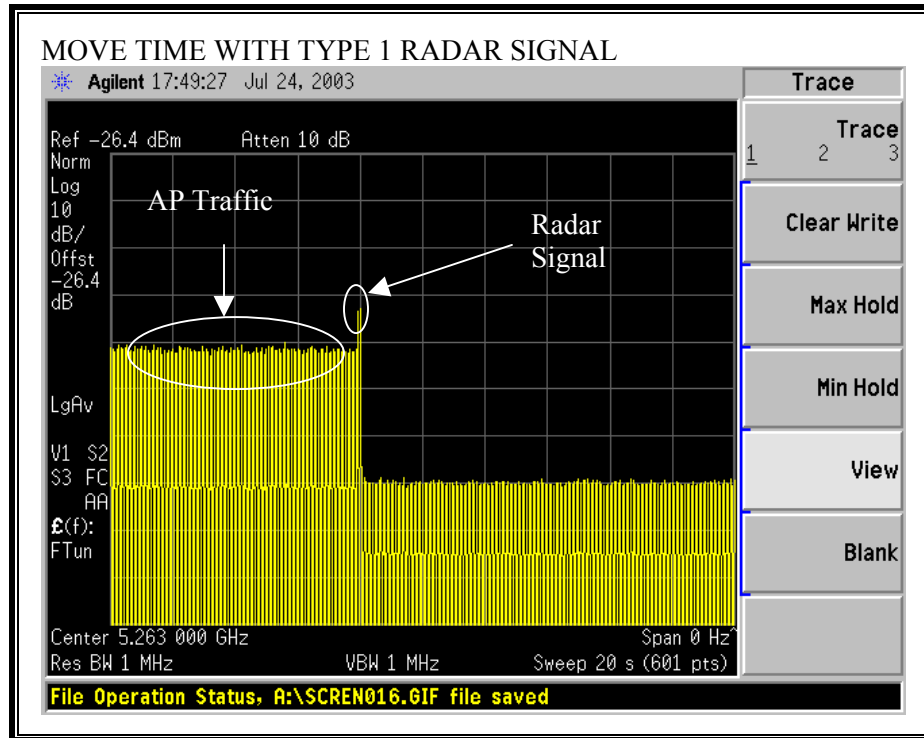 MOVE TIME WITH TYPE 1 RADAR SIGNAL
Agilent 17:49:27 Jul 24, 2003
Trace
Ref -26.4 dBm Atten 10 dB
Norm
Log
10
dB/
Offst
-26.4
dB
LgAv
V1 S2
S3 FC
AA
£(f):
FTun
AP Traffic
Radar
Signal
Center 5.263 000 GHz Span 0 Hz^
Res BW 1 MHz VBW 1 MHz Sweep 20 s (601 pts)
File Operation Status, A:\SCREN016.GIF file saved
Trace
1 2 3
Clear Write
Max Hold
Min Hold
View
Blank